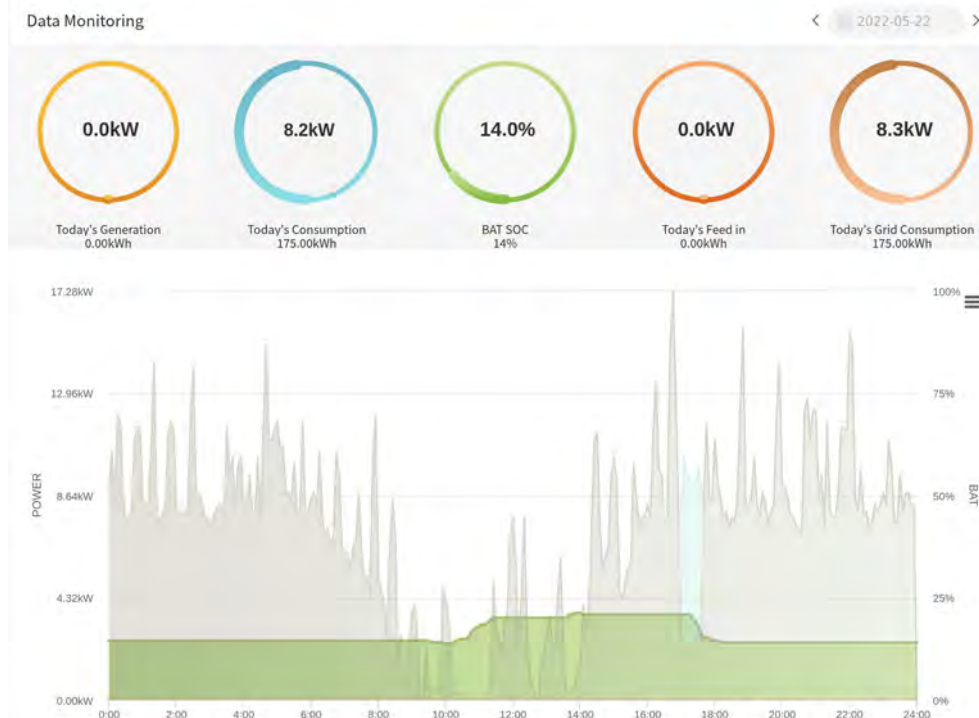 Data Monitoring
2022-05-22
0.0kW
8.2kW
14.0%
0.0kW
8.3kW
Today's Generation
0.00kWh
Today's Consumption
175.00kWh
BAT SOC
14%
Today's Feed in
0.00kWh
Today's Grid Consumption
175.00kWh
17.28kW
12.96kW
8.64kW
4.32kW
0.00kW
POWER
100%
75%
50%
25%
0%
BAT
0:00 2:00 4:00 6:00 8:00 10:00 12:00 14:00 16:00 18:00 20:00 22:00 24:00